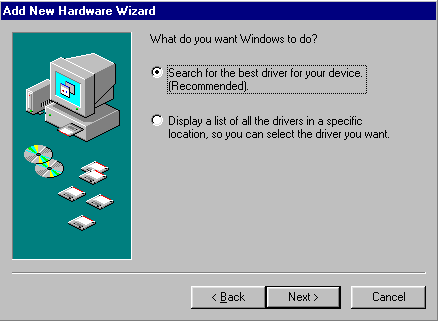 Add New Hardware Wizard
What do you want Windows to do?
Search for the best driver for your device.
(Recommended).
Display a list of all the drivers in a specific
location, so you can select the driver you want.
< Back
Next >
Cancel